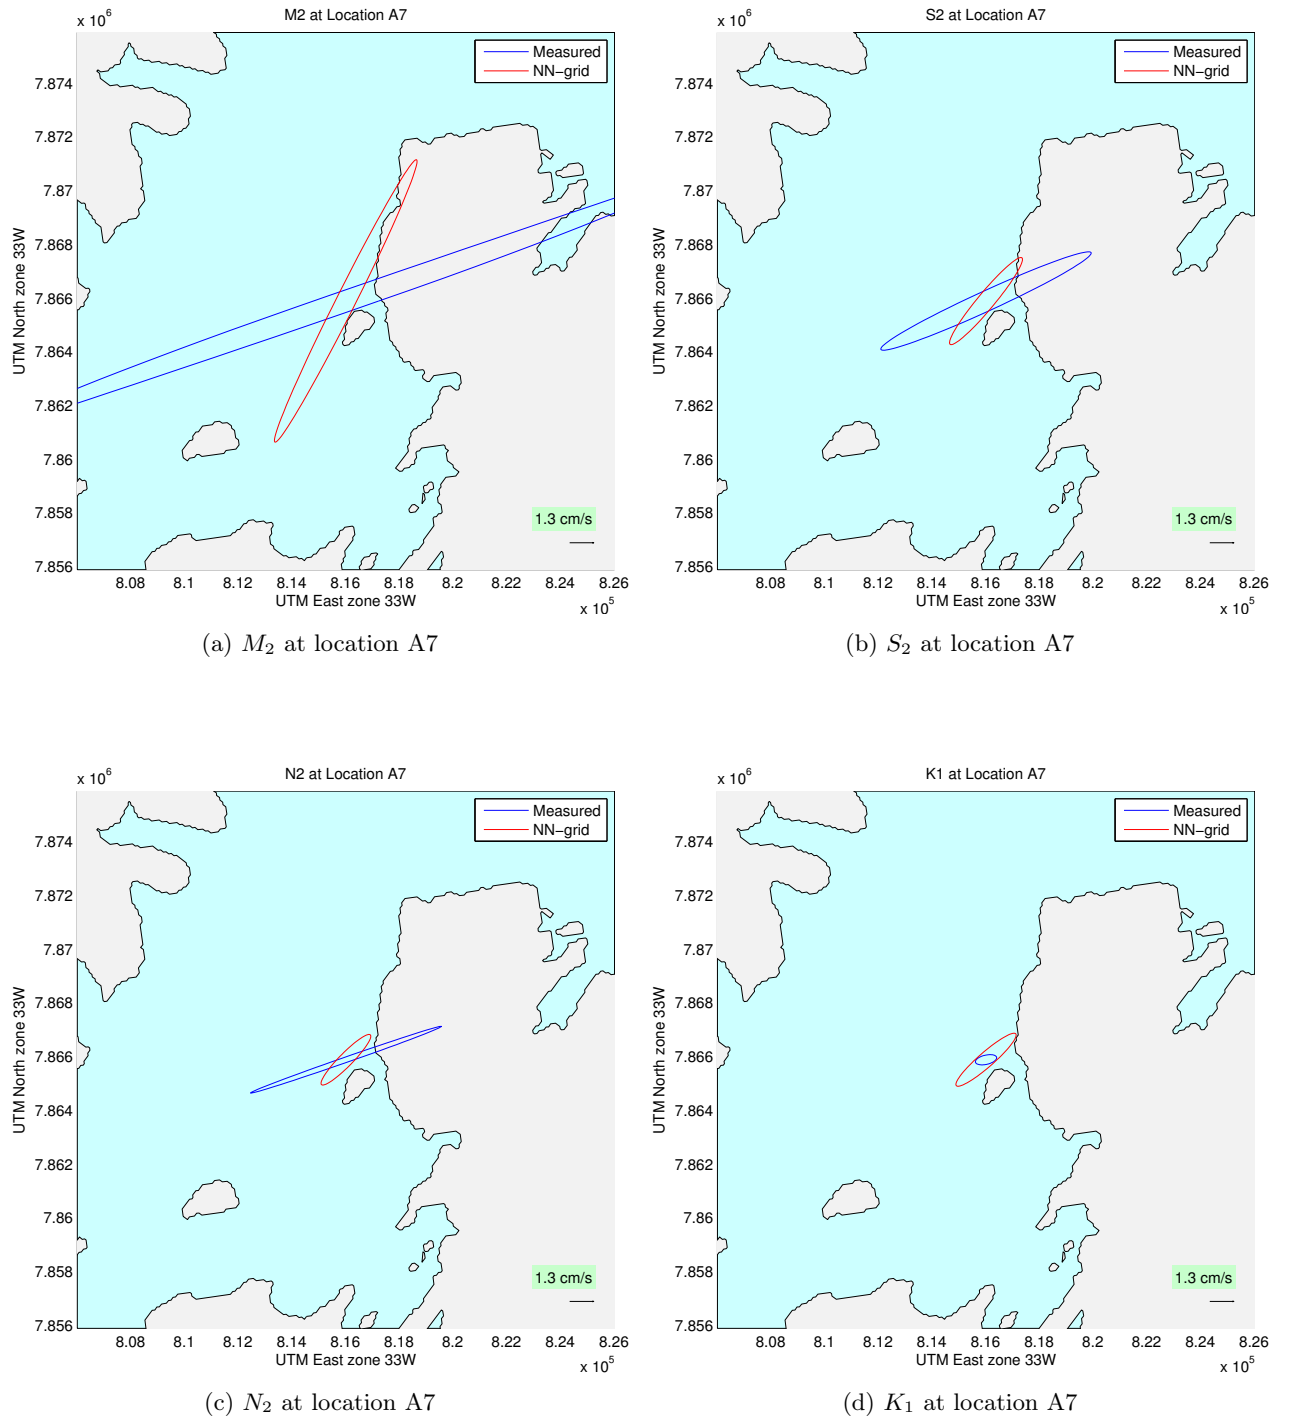 x 10^6
M2 at Location A7
Measured
NN−grid
7.874
7.872
7.87
7.868
7.866
7.864
7.862
7.86
7.858
7.856
UTM North zone 33W
1.3 cm/s
8.08 8.1 8.12 8.14 8.16 8.18 8.2 8.22 8.24 8.26
UTM East zone 33W
x 10^5
(a) M2 at location A7
x 10^6
S2 at Location A7
Measured
NN−grid
7.874
7.872
7.87
7.868
7.866
7.864
7.862
7.86
7.858
7.856
UTM North zone 33W
1.3 cm/s
8.08 8.1 8.12 8.14 8.16 8.18 8.2 8.22 8.24 8.26
UTM East zone 33W
x 10^5
(b) S2 at location A7
x 10^6
N2 at Location A7
Measured
NN−grid
7.874
7.872
7.87
7.868
7.866
7.864
7.862
7.86
7.858
7.856
UTM North zone 33W
1.3 cm/s
8.08 8.1 8.12 8.14 8.16 8.18 8.2 8.22 8.24 8.26
UTM East zone 33W
x 10^5
(c) N2 at location A7
x 10^6
K1 at Location A7
Measured
NN−grid
7.874
7.872
7.87
7.868
7.866
7.864
7.862
7.86
7.858
7.856
UTM North zone 33W
1.3 cm/s
8.08 8.1 8.12 8.14 8.16 8.18 8.2 8.22 8.24 8.26
UTM East zone 33W
x 10^5
(d) K1 at location A7